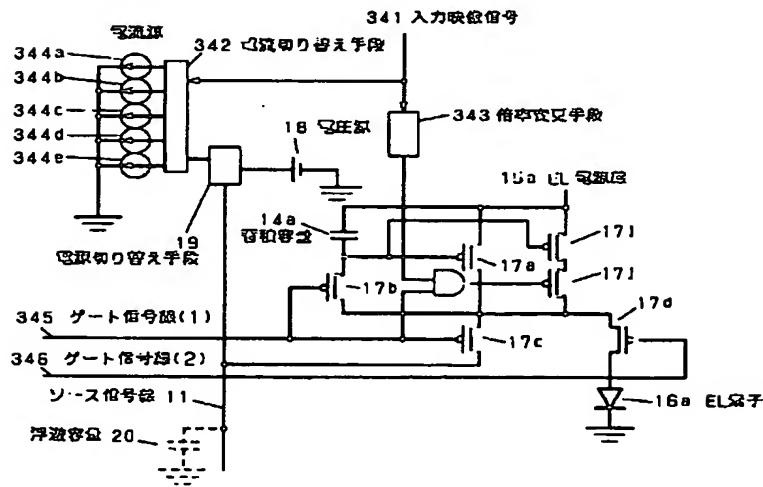 341 入力映像信号
電流源
344a
344b
344c
344d
344e
342 電流切り替え手段
343 倍率変更手段
18 電圧源
15a EL 電源線
19
電源切り替え手段
14a
蓄積容量
17a
17b
17j
17j
17d
17c
345 ゲート信号線(1)
346 ゲート信号線(2)
ソース信号線 11
浮遊容量 20
16a EL素子